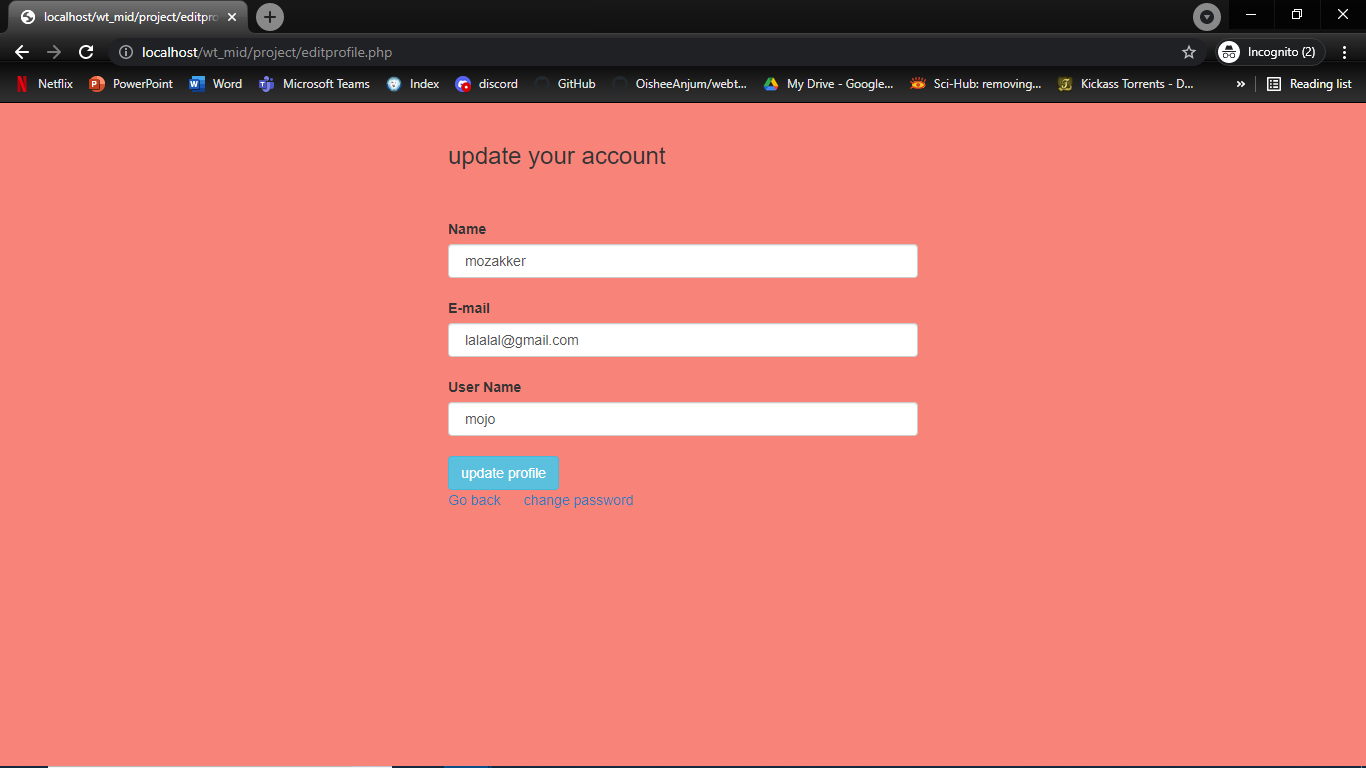 localhost/wt_mid/project/editpro
localhost/wt_mid/project/editprofile.php
Incognito (2)
Netflix PowerPoint Word Microsoft Teams Index discord GitHub OisheeAnjum/webt... My Drive - Google... Sci-Hub: removing... Kickass Torrents - D... » Reading list
update your account
Name
mozakker
E-mail
lalalal@gmail.com
User Name
mojo
update profile
Go back change password